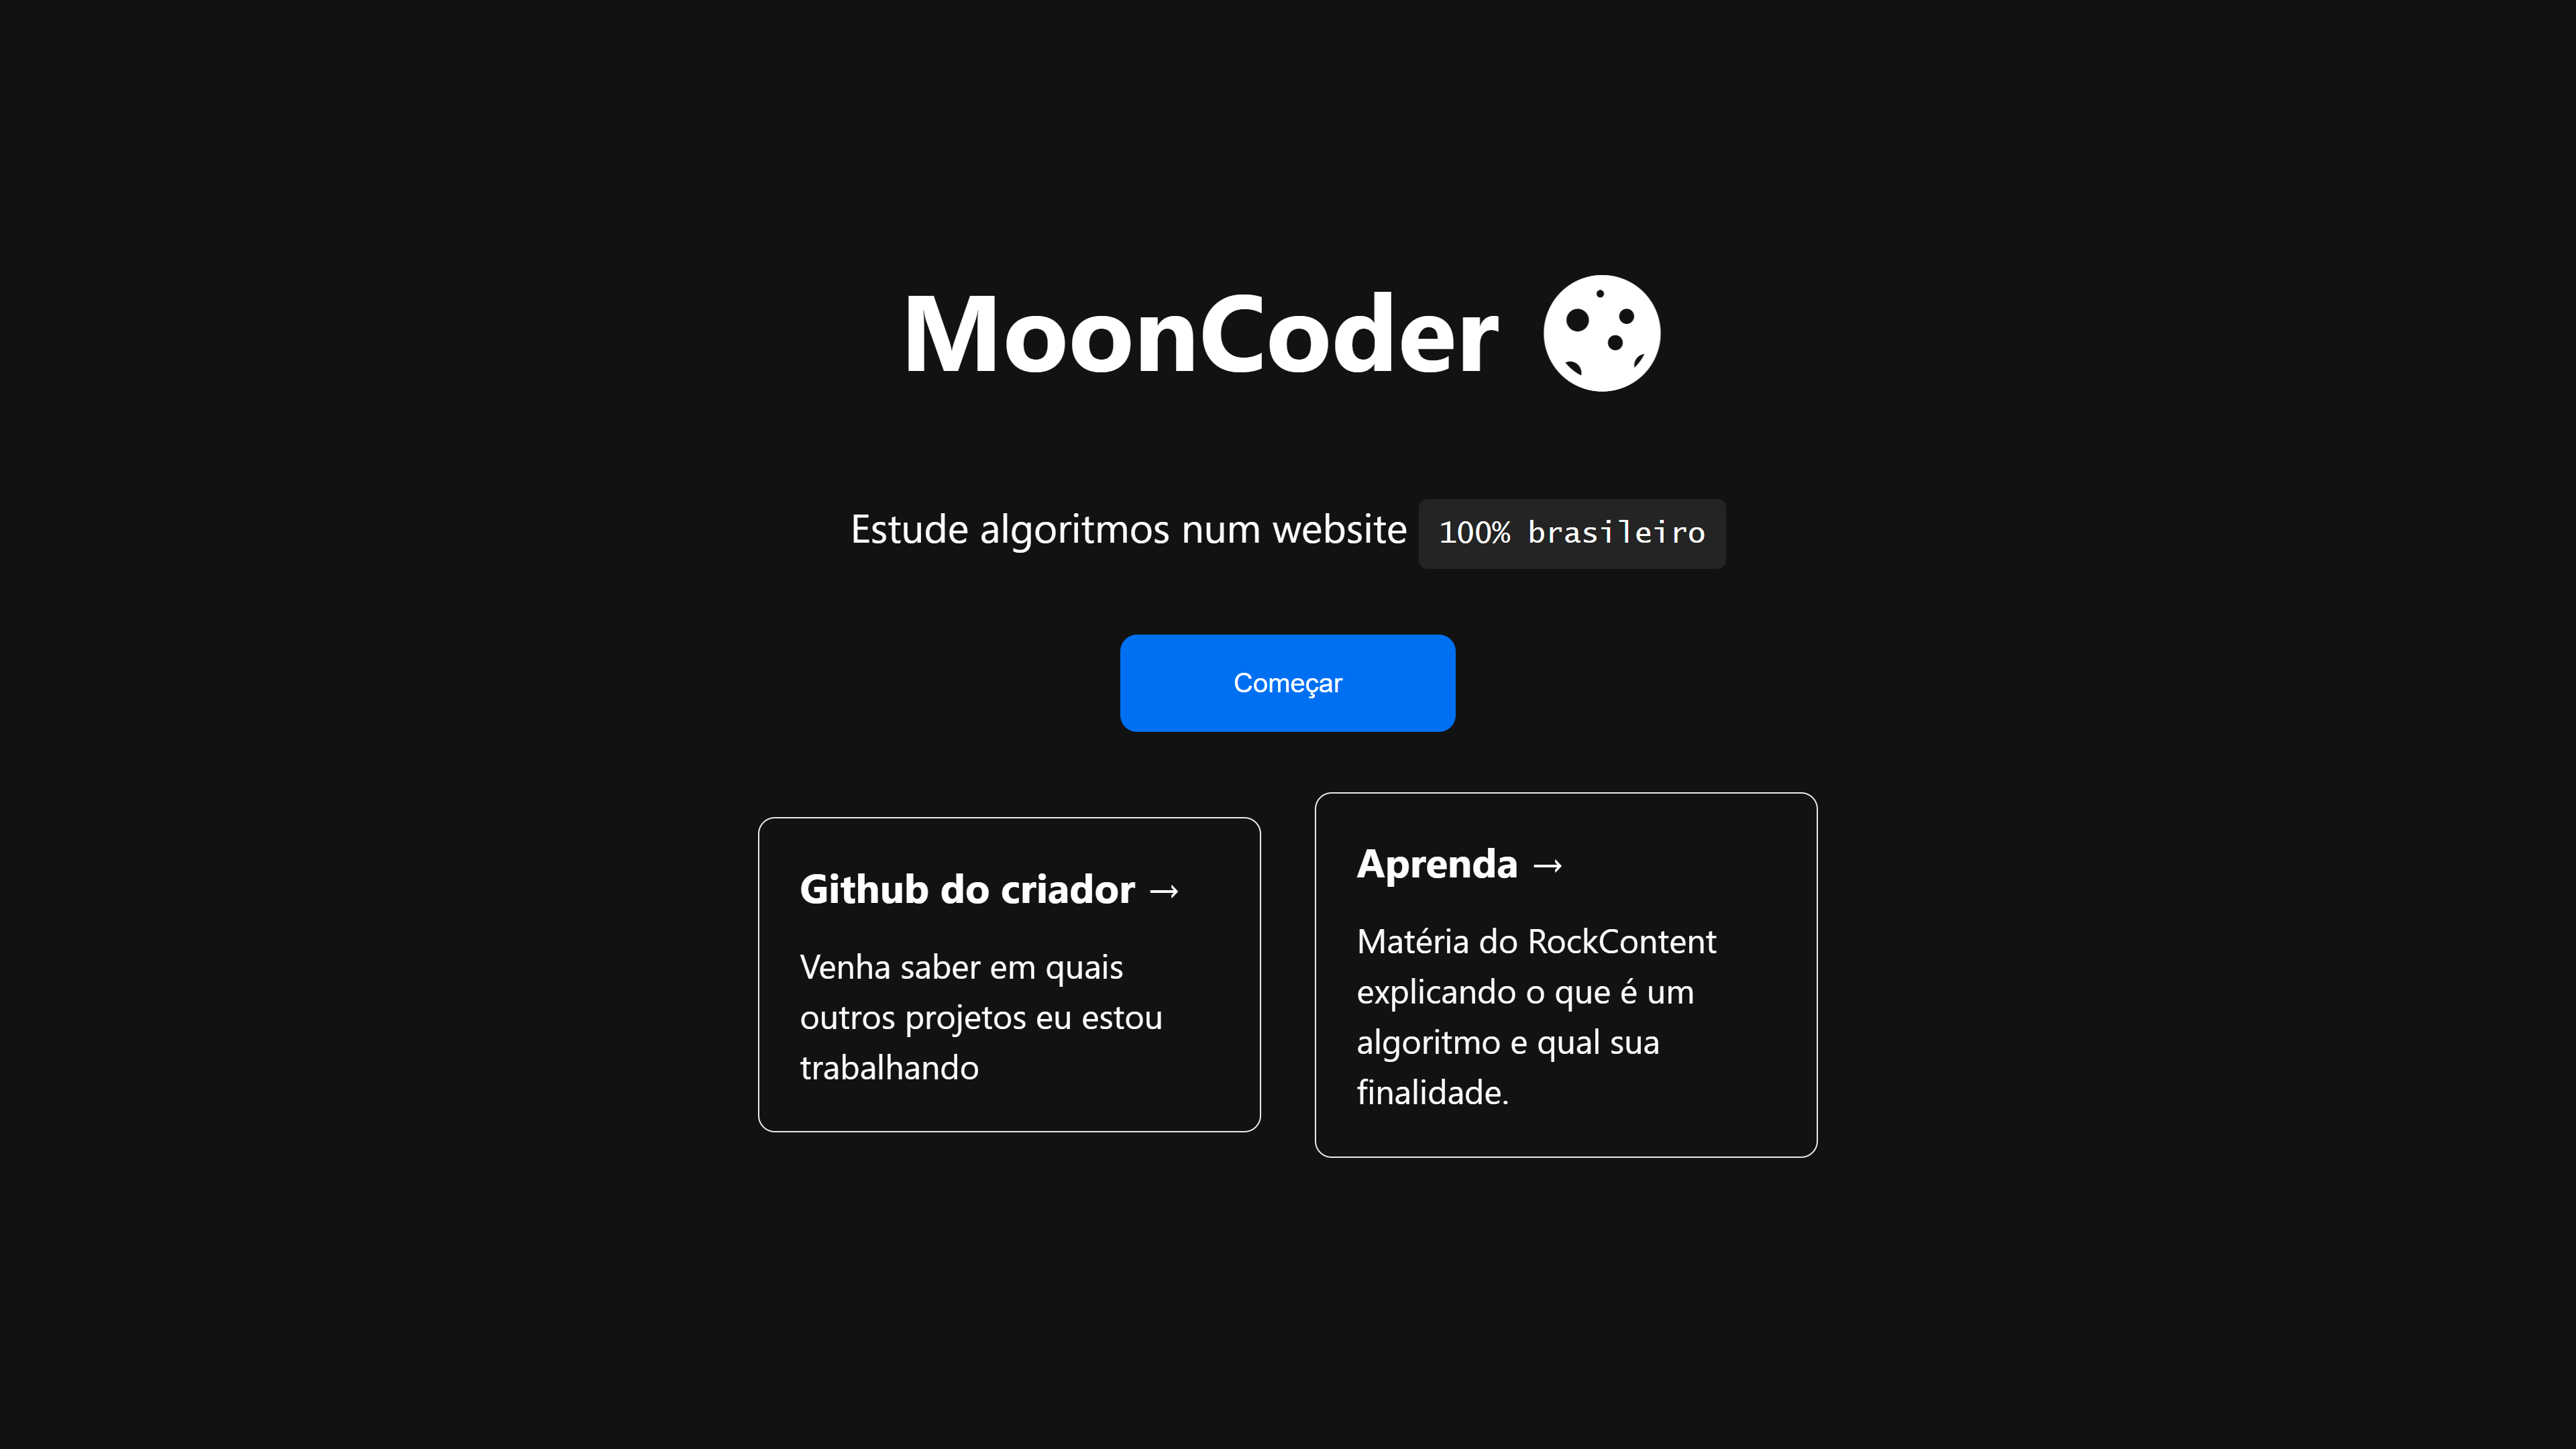 MoonCoder
Estude algoritmos num website 100% brasileiro
Começar
Github do criador →
Venha saber em quais
outros projetos eu estou
trabalhando
Aprenda →
Matéria do RockContent
explicando o que é um
algoritmo e qual sua
finalidade.